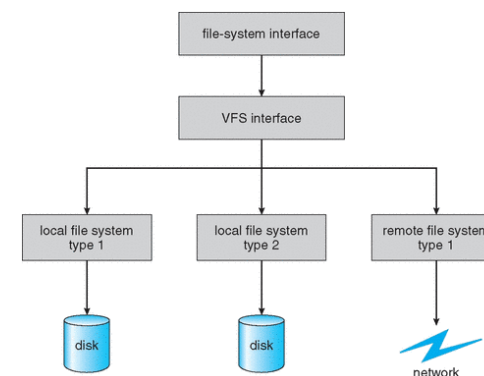 file-system interface
VFS interface
local file system
type 1
local file system
type 2
remote file system
type 1
disk
disk
network